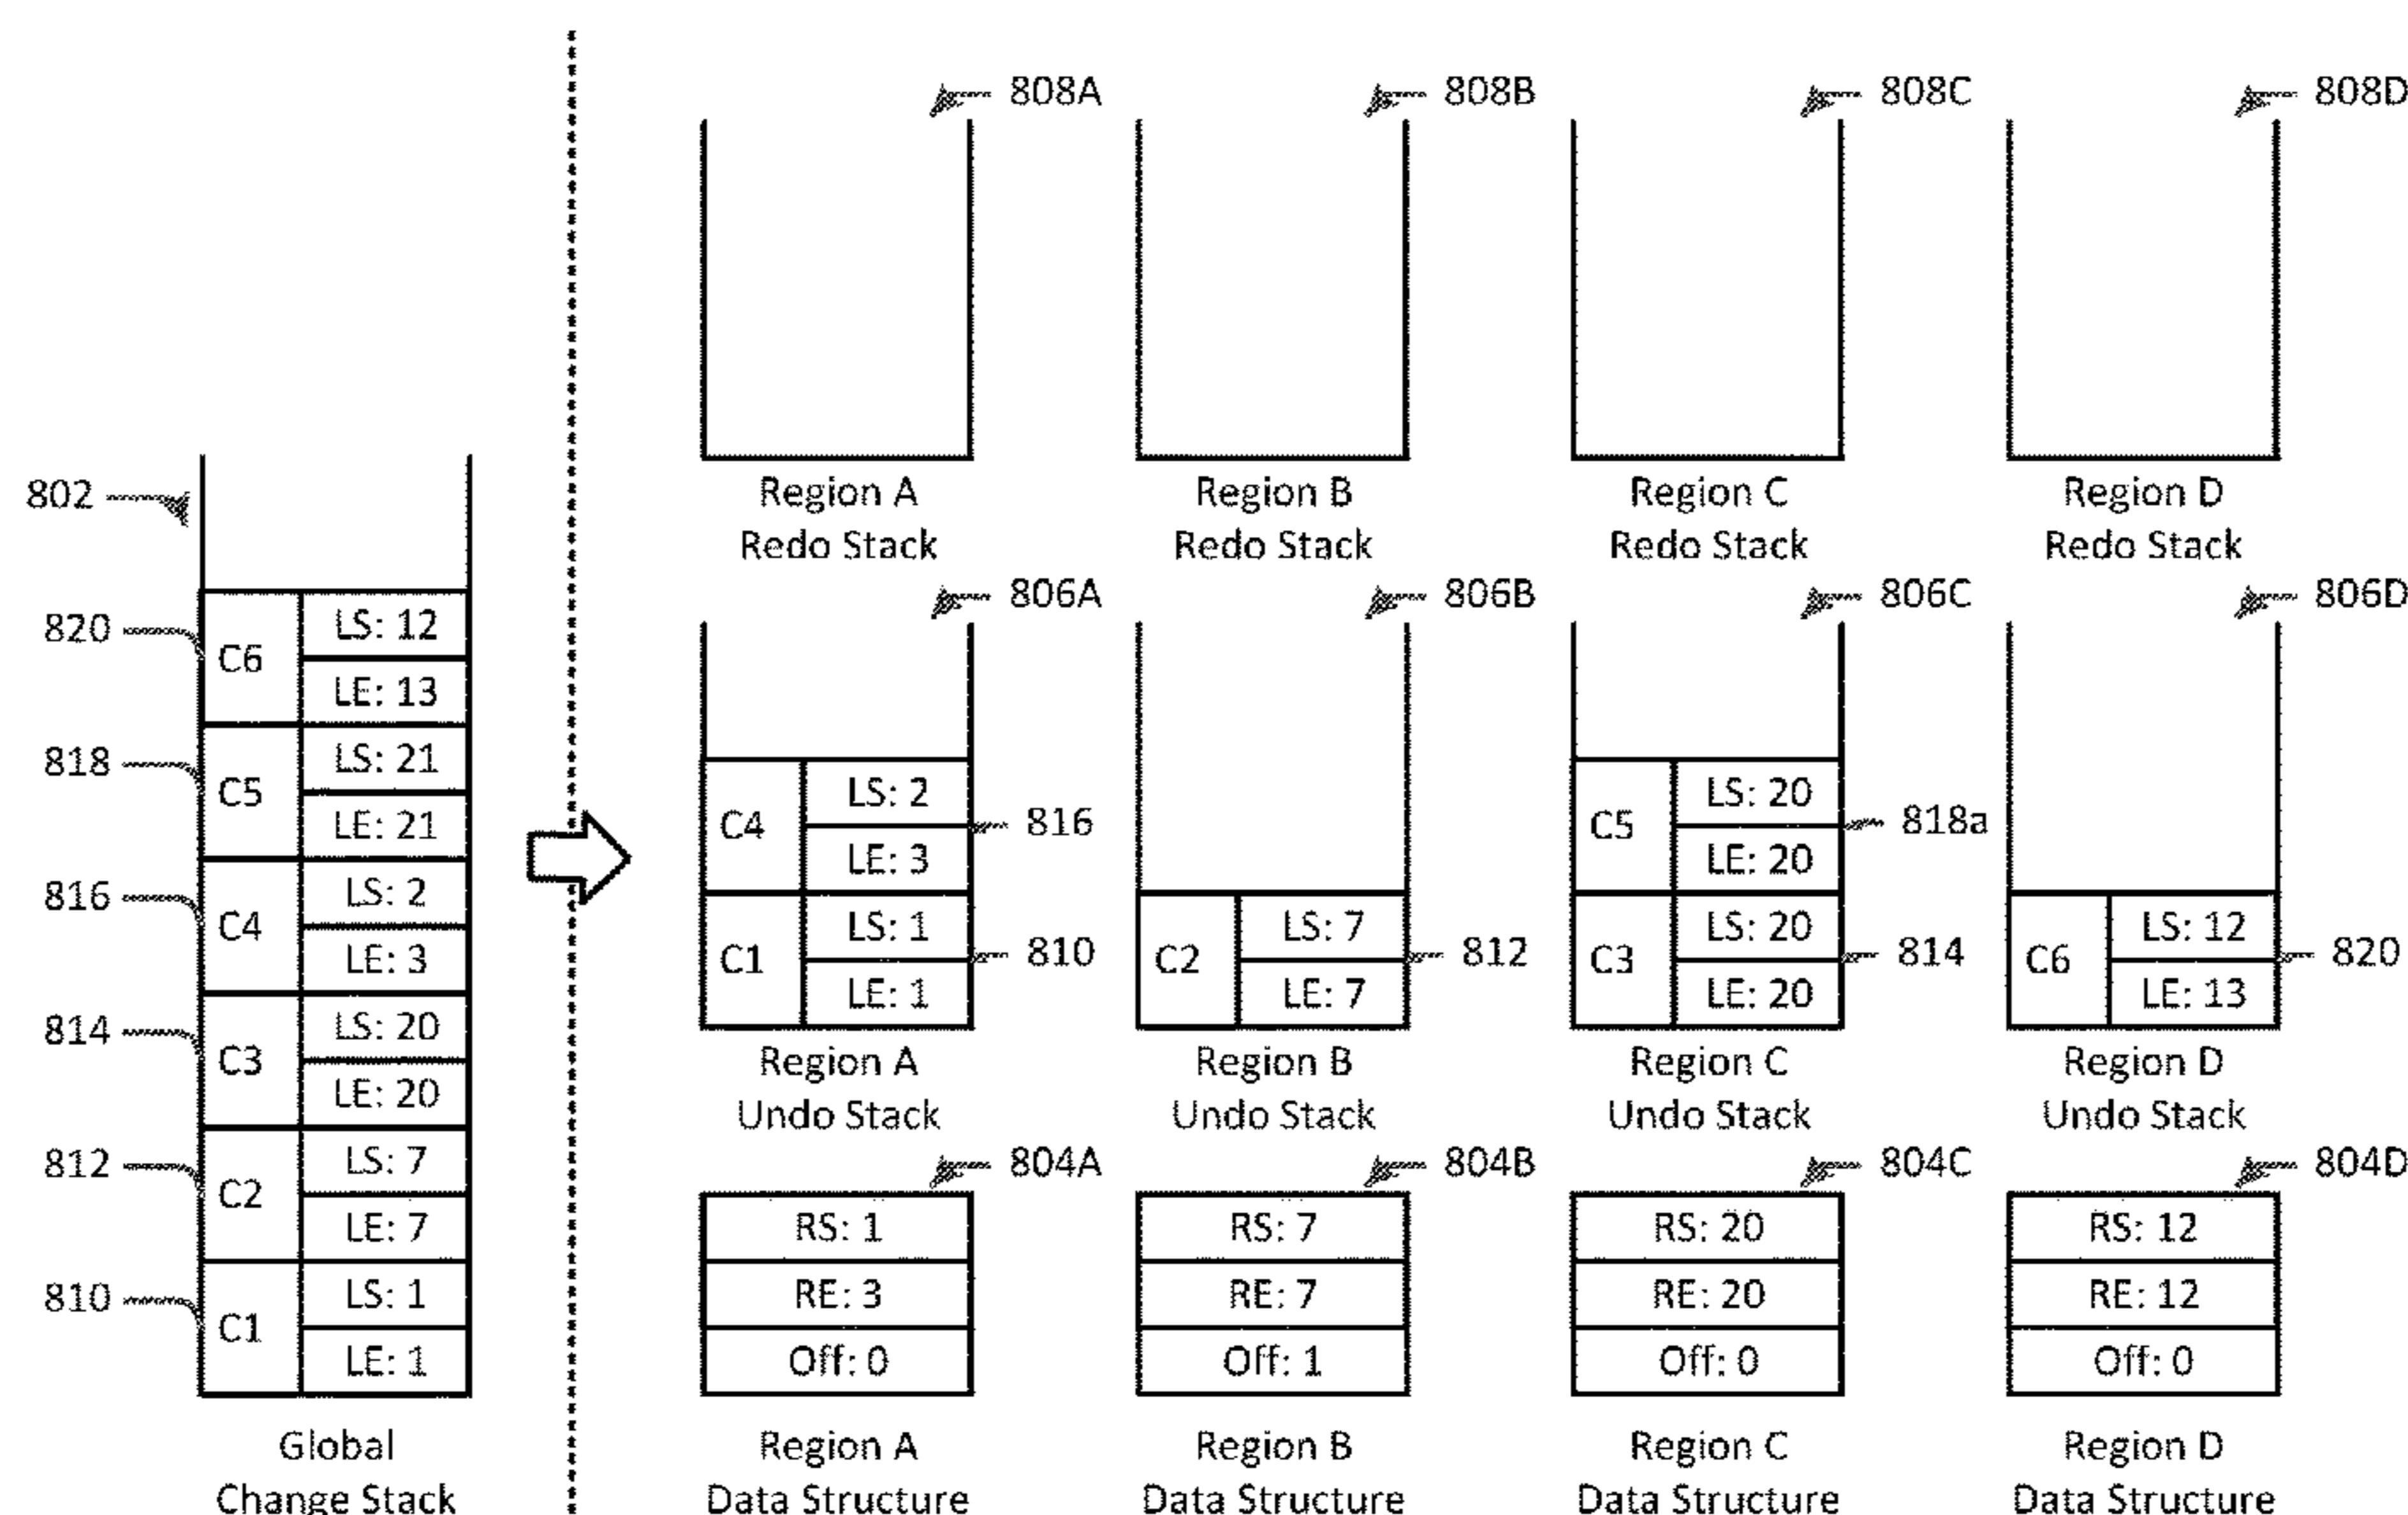 808A
808B
808C
808D
Region A
Redo Stack
Region B
Redo Stack
Region C
Redo Stack
Region D
Redo Stack
802
820
C6
LS: 12
LE: 13
818
C5
LS: 21
LE: 21
816
C4
LS: 2
LE: 3
814
C3
LS: 20
LE: 20
812
C2
LS: 7
LE: 7
810
C1
LS: 1
LE: 1
Global
Change Stack
806A
C4
LS: 2
LE: 3
816
C1
LS: 1
LE: 1
810
Region A
Undo Stack
806B
C2
LS: 7
LE: 7
812
Region B
Undo Stack
806C
C5
LS: 20
LE: 20
818a
C3
LS: 20
LE: 20
814
Region C
Undo Stack
806D
C6
LS: 12
LE: 13
820
Region D
Undo Stack
804A
RS: 1
RE: 3
Off: 0
Region A
Data Structure
804B
RS: 7
RE: 7
Off: 1
Region B
Data Structure
804C
RS: 20
RE: 20
Off: 0
Region C
Data Structure
804D
RS: 12
RE: 12
Off: 0
Region D
Data Structure